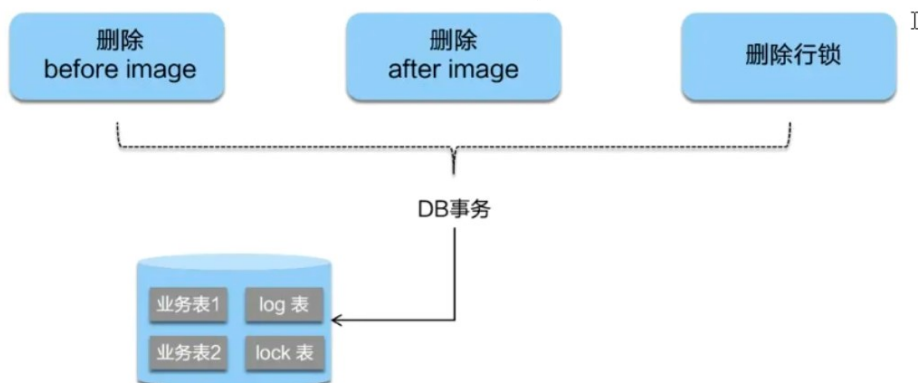 删除
before image
删除
after image
删除行锁
DB事务
业务表1
log 表
业务表2
lock 表